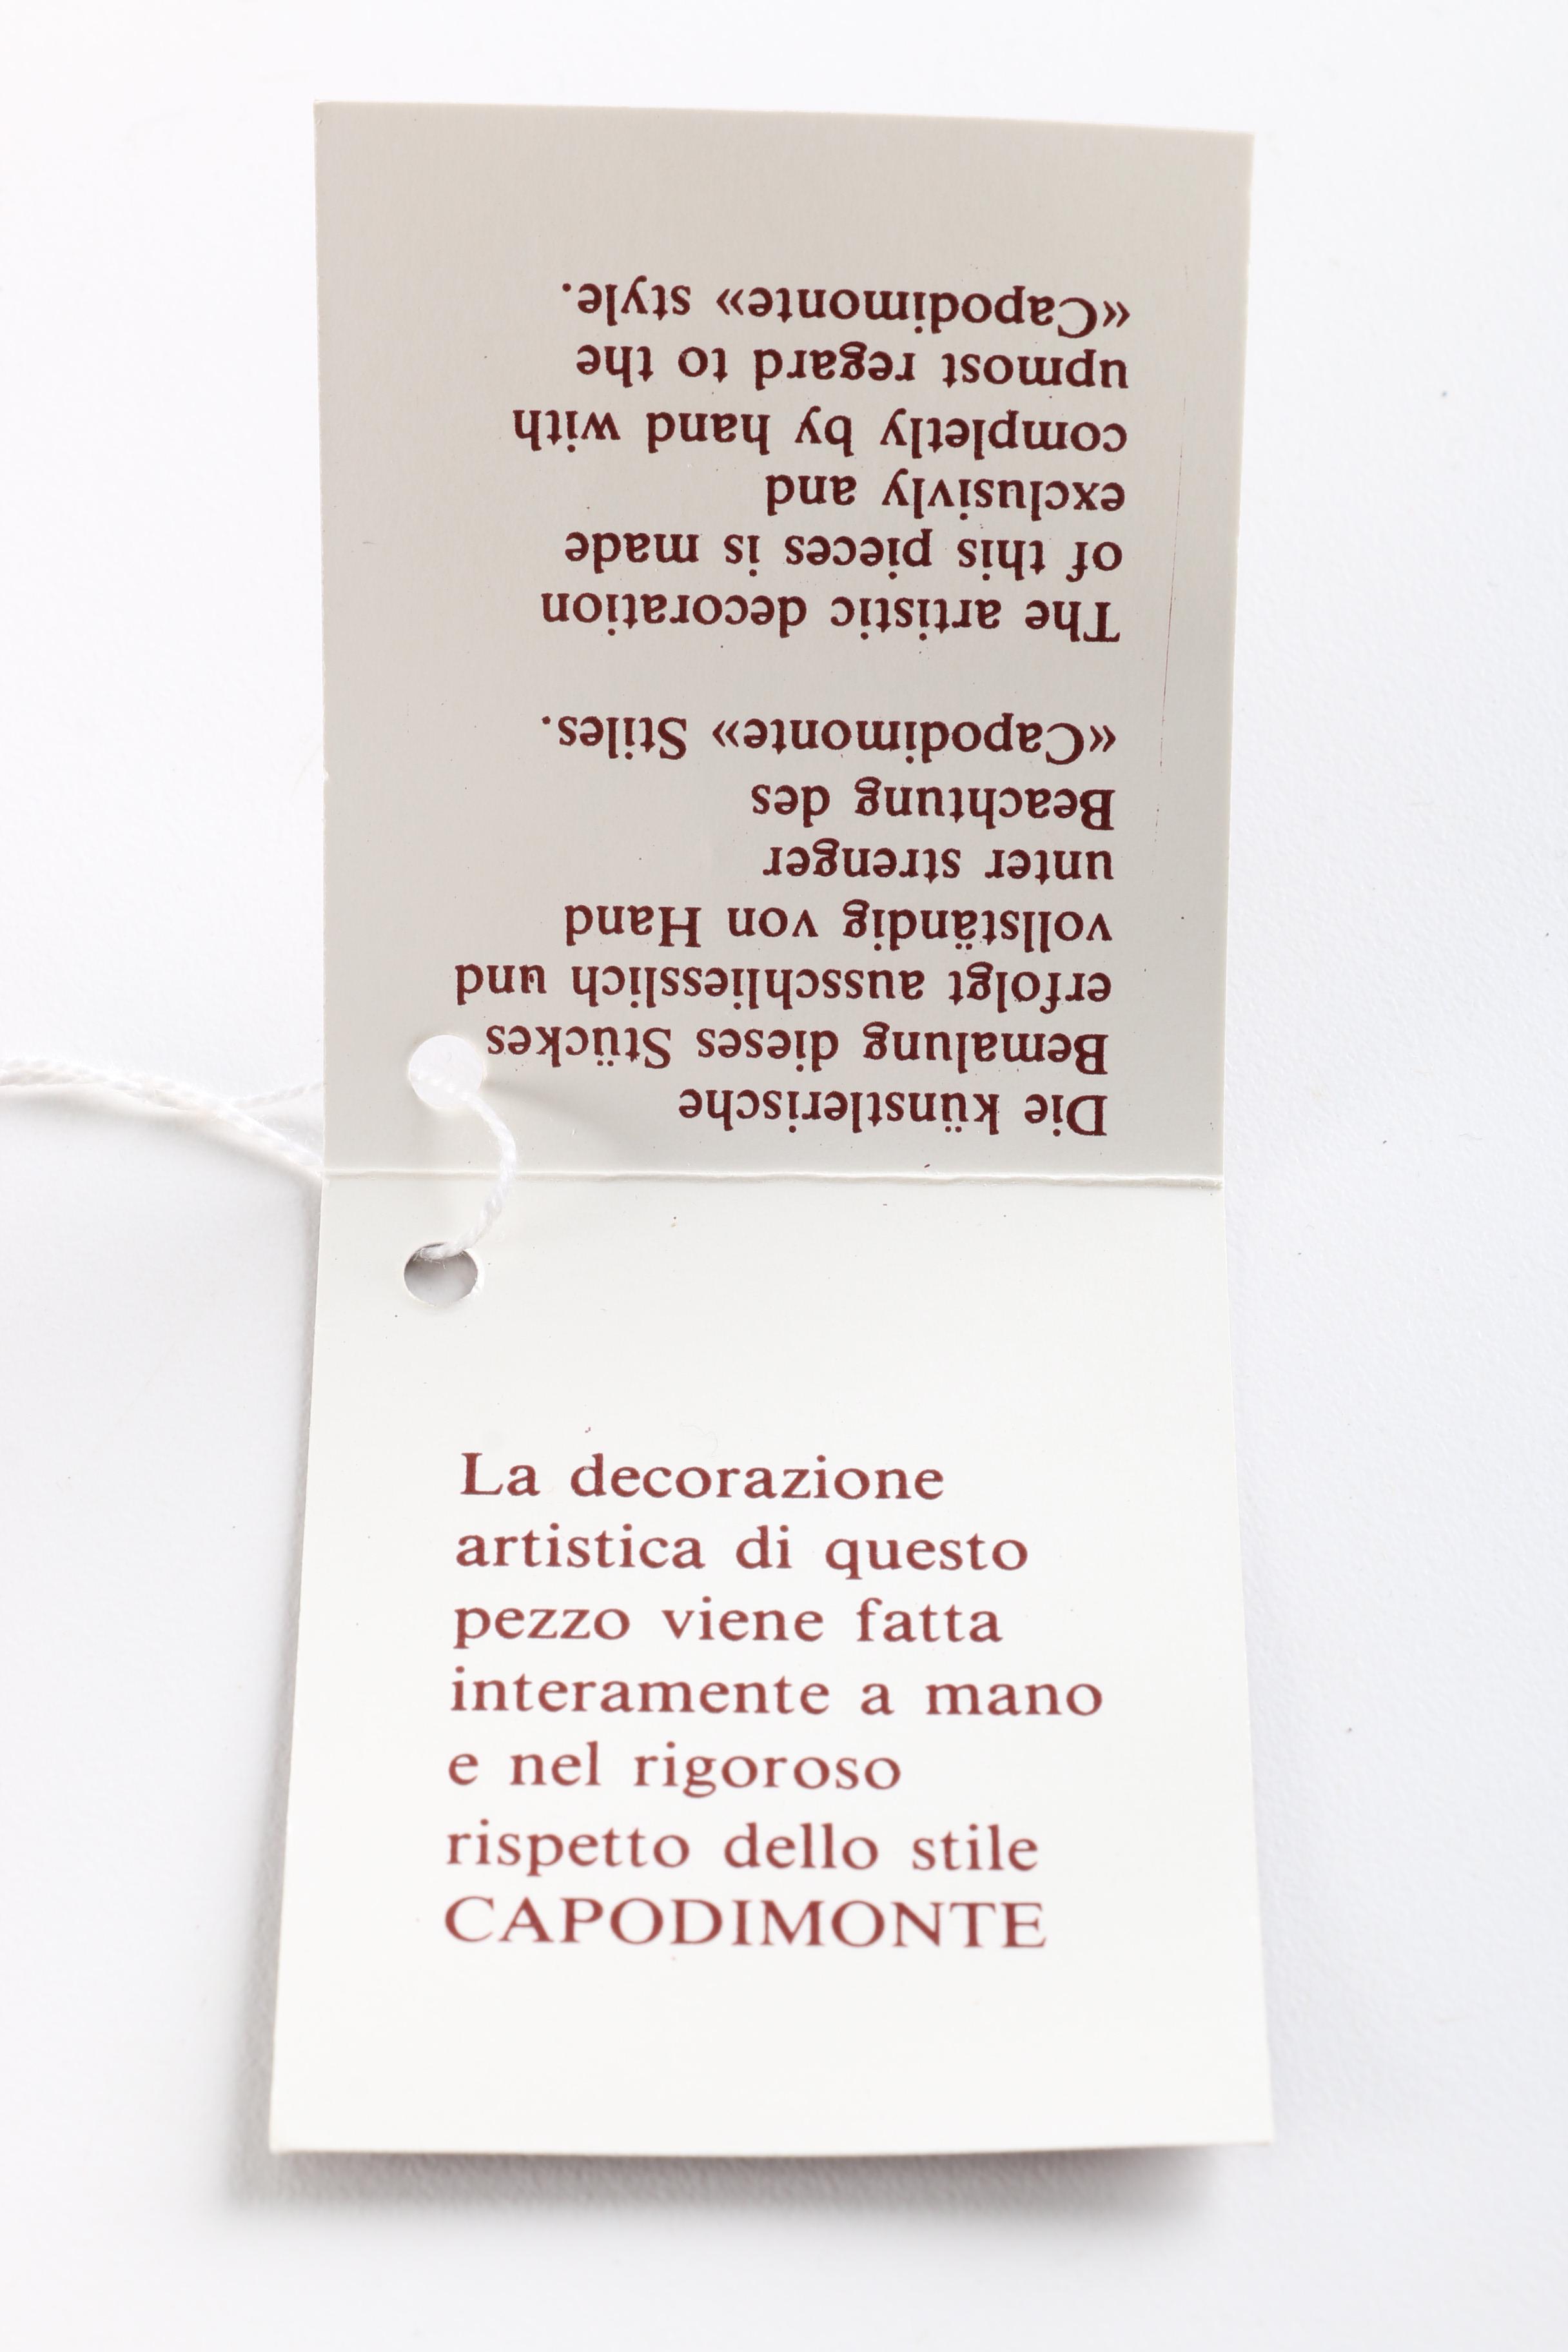 Die künstlerische
Bemalung dieses Stückes
erfolgt ausschliesslich und
vollständig von Hand
unter strenger
Beachtung des
«Capodimonte» Stiles.
The artistic decoration
of this pieces is made
exclusivly and
completly by hand with
upmost regard to the
«Capodimonte» style.
La decorazione
artistica di questo
pezzo viene fatta
interamente a mano
e nel rigoroso
rispetto dello stile
CAPODIMONTE